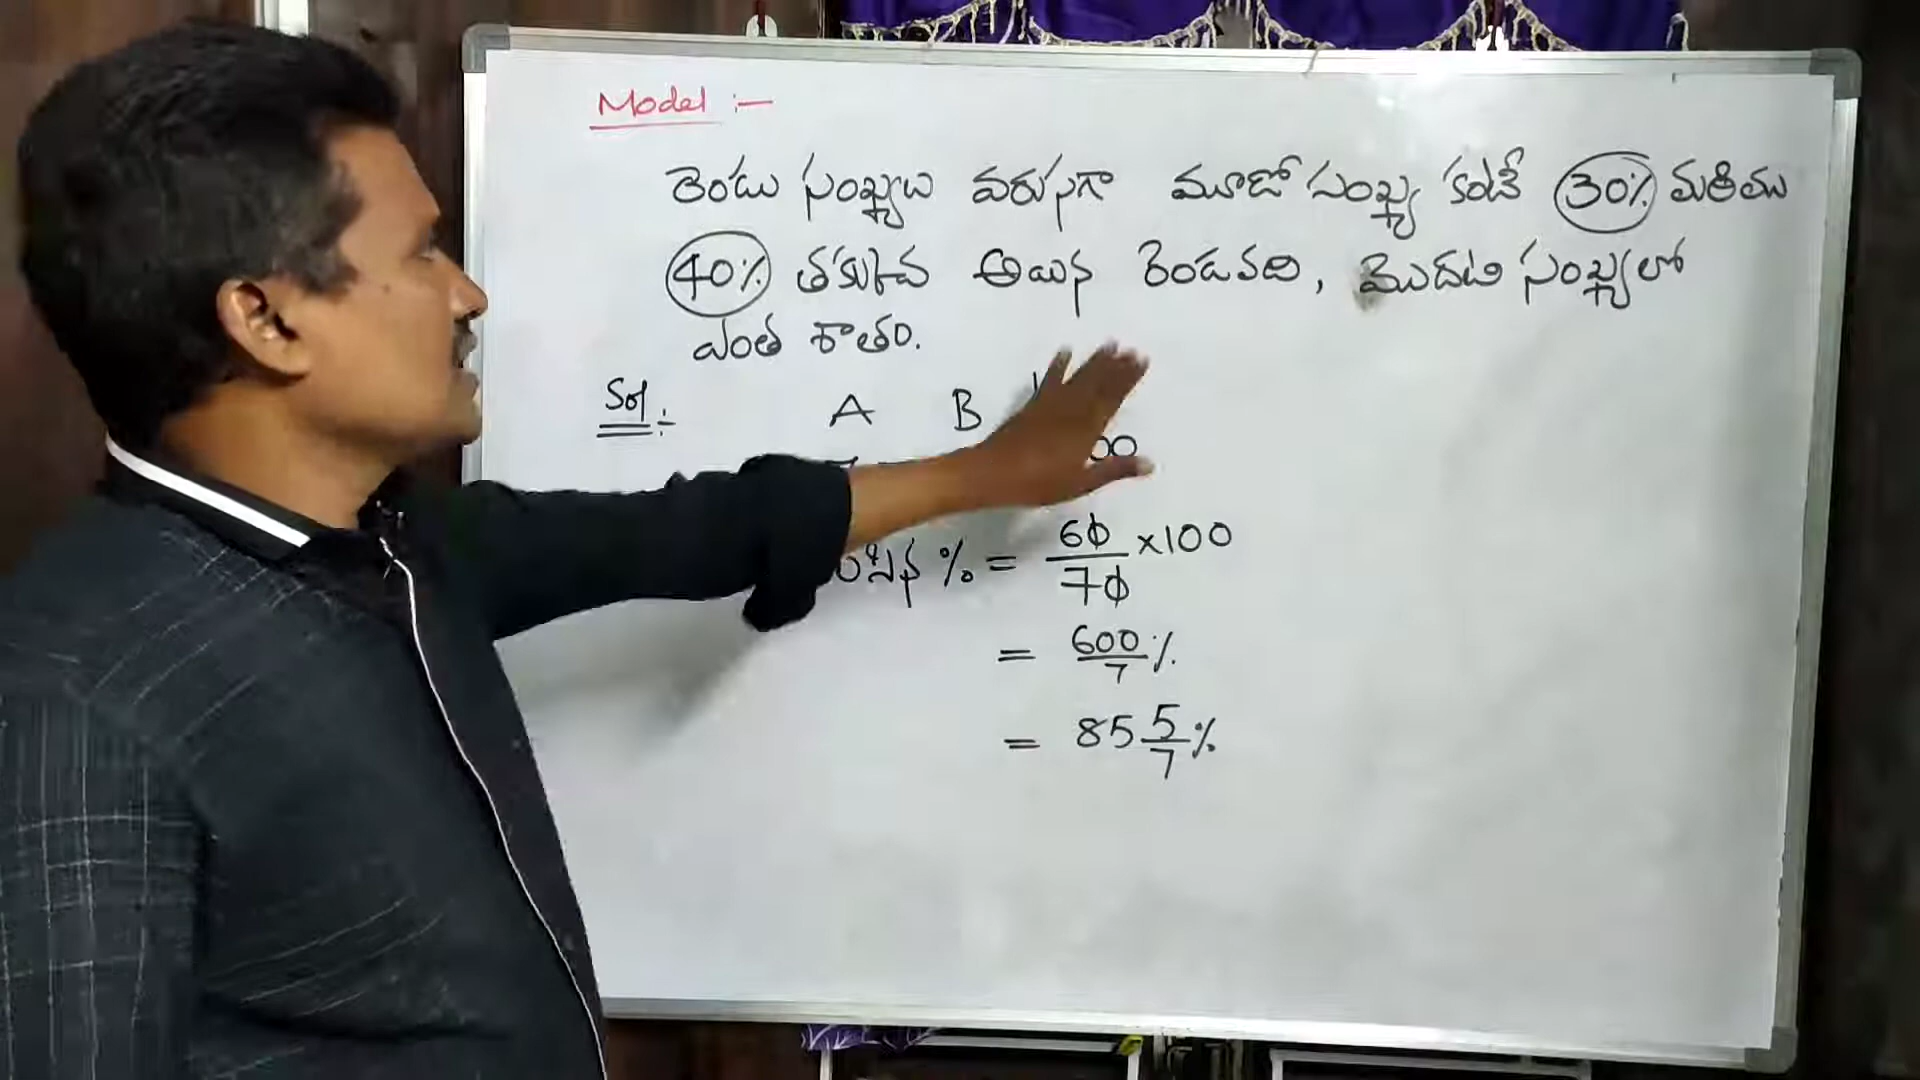 Model :-
రెండు సంఖ్యలు వరుసగా మూడో సంఖ్య కంటే 30% మరియు
40% తక్కువ అయిన రెండవది, మొదటి సంఖ్యలో
ఎంత శాతం.
Sol :- A B
60/70 ×100
% =
= 600/7 %
= 85 5/7 %